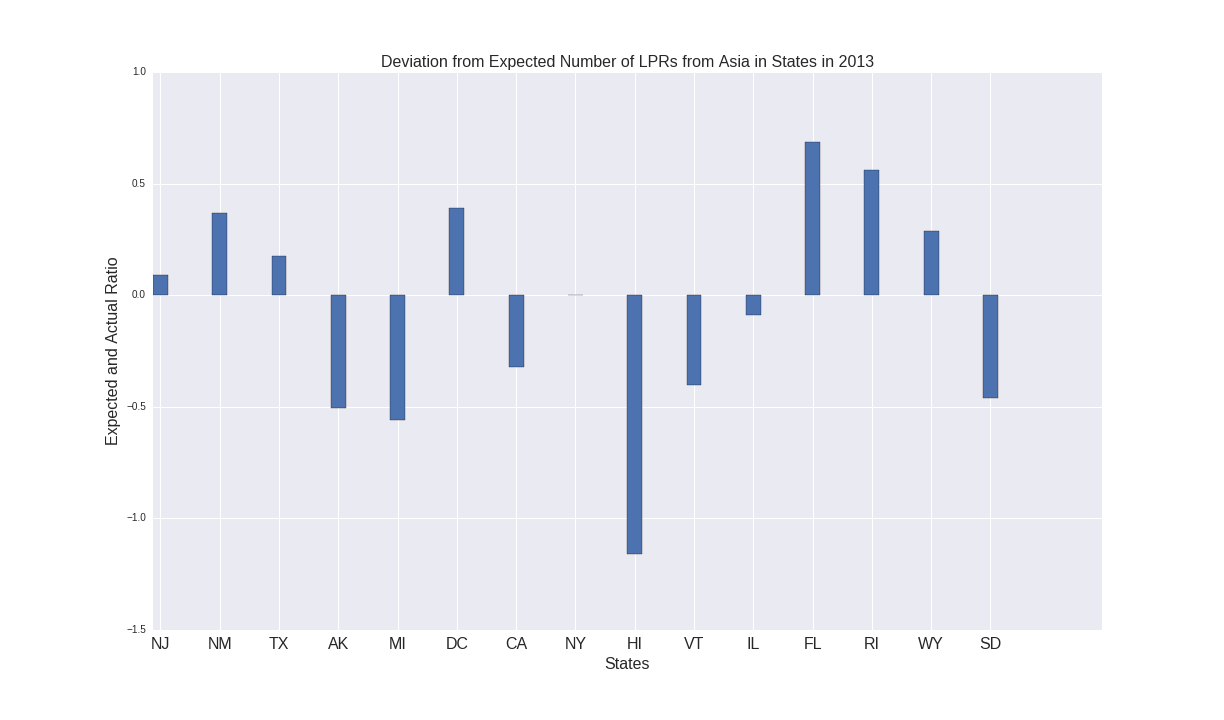 Deviation from Expected Number of LPRs from Asia in States in 2013
1.0
0.5
0.0
−0.5
−1.0
−1.5
Expected and Actual Ratio
NJ NM TX AK MI DC CA NY HI VT IL FL RI WY SD
States